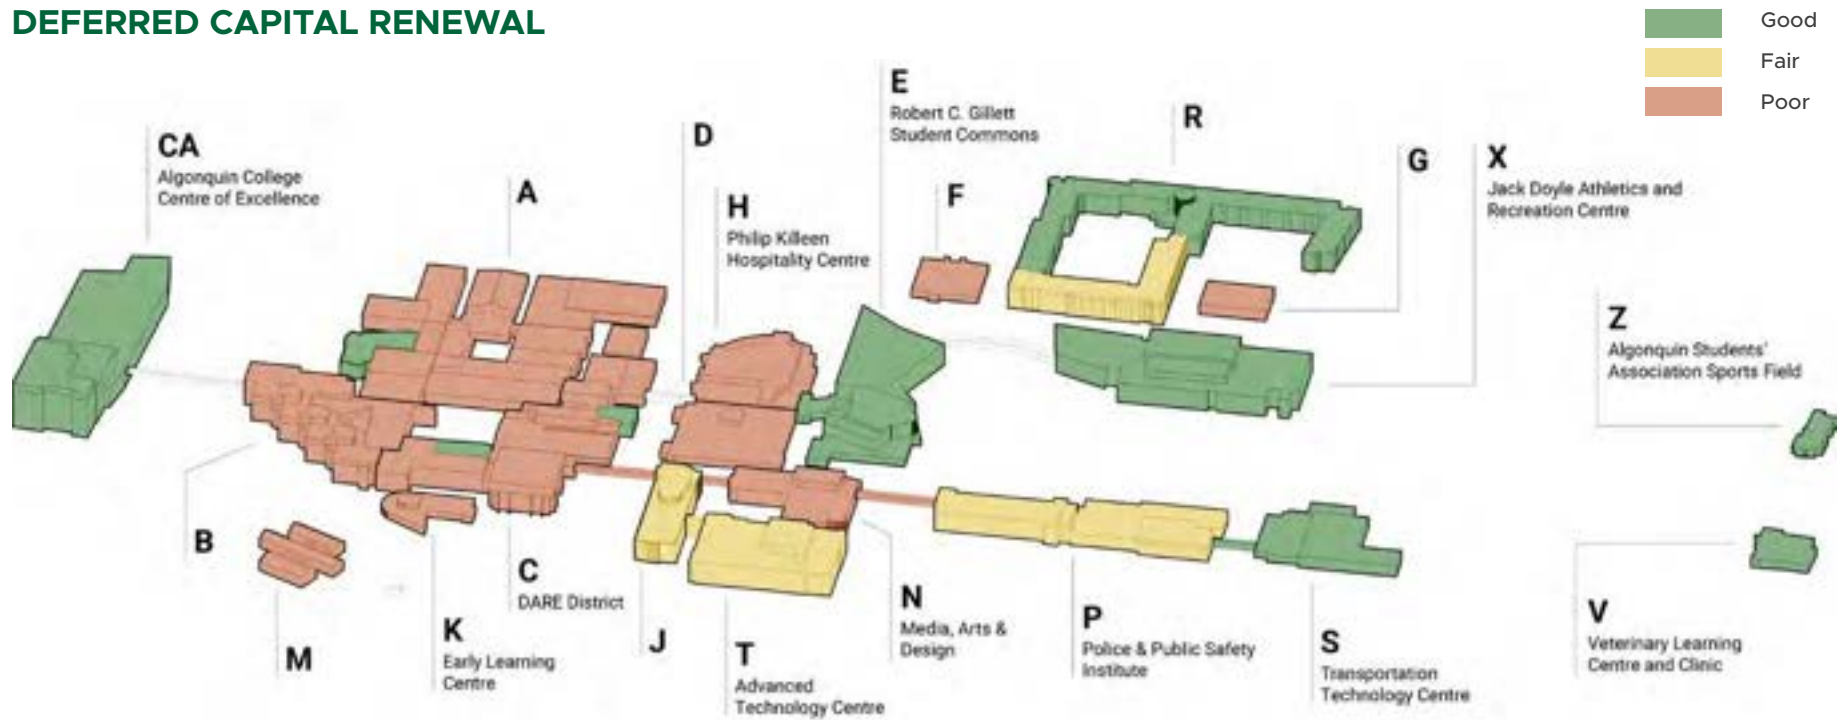 DEFERRED CAPITAL RENEWAL
Good
Fair
Poor
CA
Algonquin College
Centre of Excellence
A
D
H
Philip Killeen
Hospitality Centre
E
Robert C. Gillett
Student Commons
F
R
G
X
Jack Doyle Athletics and
Recreation Centre
Z
Algonquin Students'
Association Sports Field
B
M
K
Early Learning
Centre
C
DARE District
J
T
Advanced
Technology Centre
N
Media, Arts &
Design
P
Police & Public Safety
Institute
S
Transportation
Technology Centre
V
Veterinary Learning
Centre and Clinic